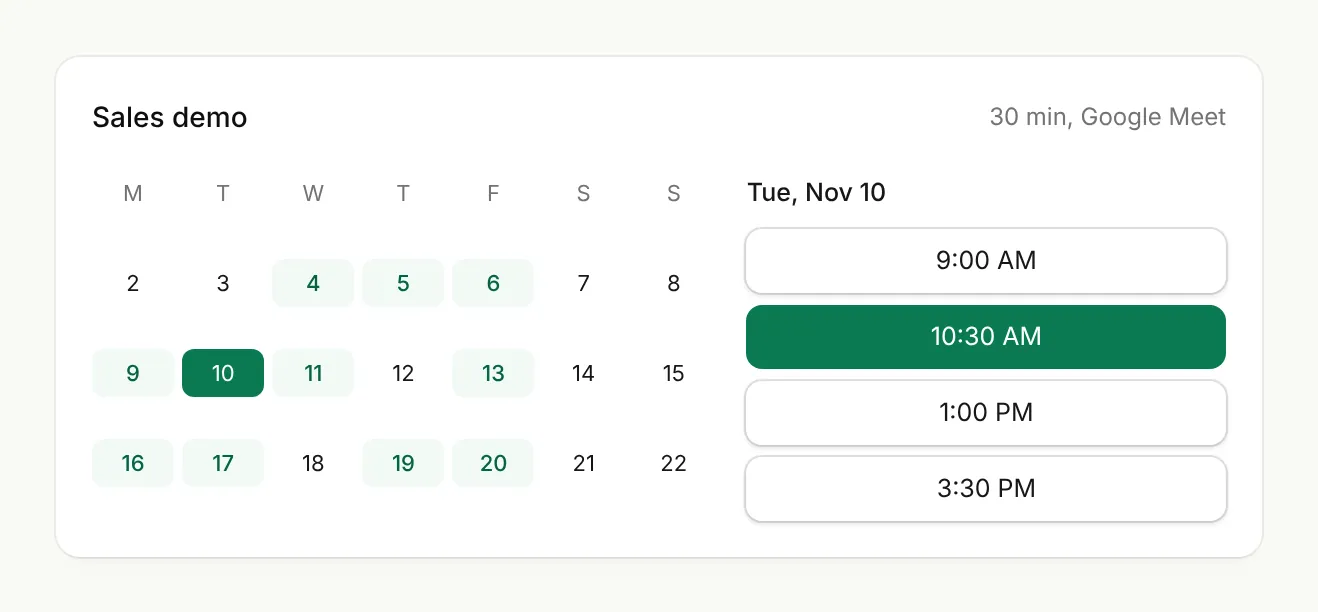 Sales demo
30 min, Google Meet
M T W T F S S
2 3 4 5 6 7 8
9 10 11 12 13 14 15
16 17 18 19 20 21 22
Tue, Nov 10
9:00 AM
10:30 AM
1:00 PM
3:30 PM